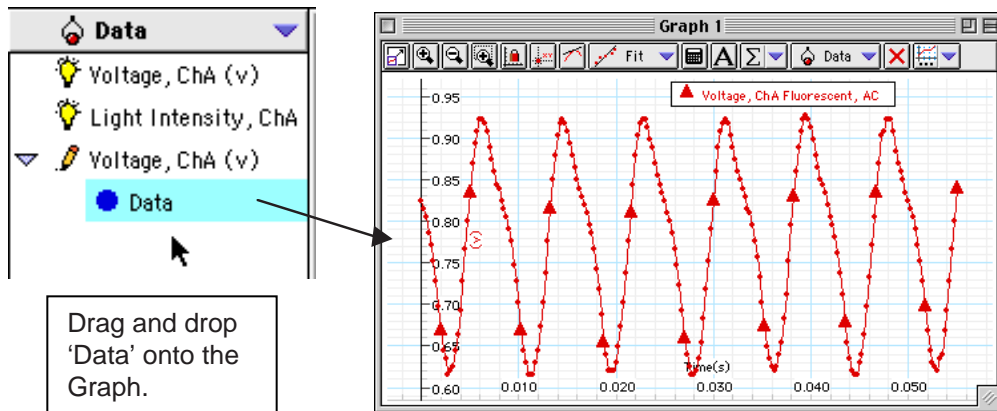 Data
Voltage, ChA (v)
Light Intensity, ChA
Voltage, ChA (v)
Data
Drag and drop
‘Data’ onto the
Graph.
Graph 1
Fit
A
Σ
Data
Voltage, ChA Fluorescent, AC
0.95
0.90
0.85
0.80
(V)
0.75
0.70
0.65
0.60
Time(s)
0.010
0.020
0.030
0.040
0.050